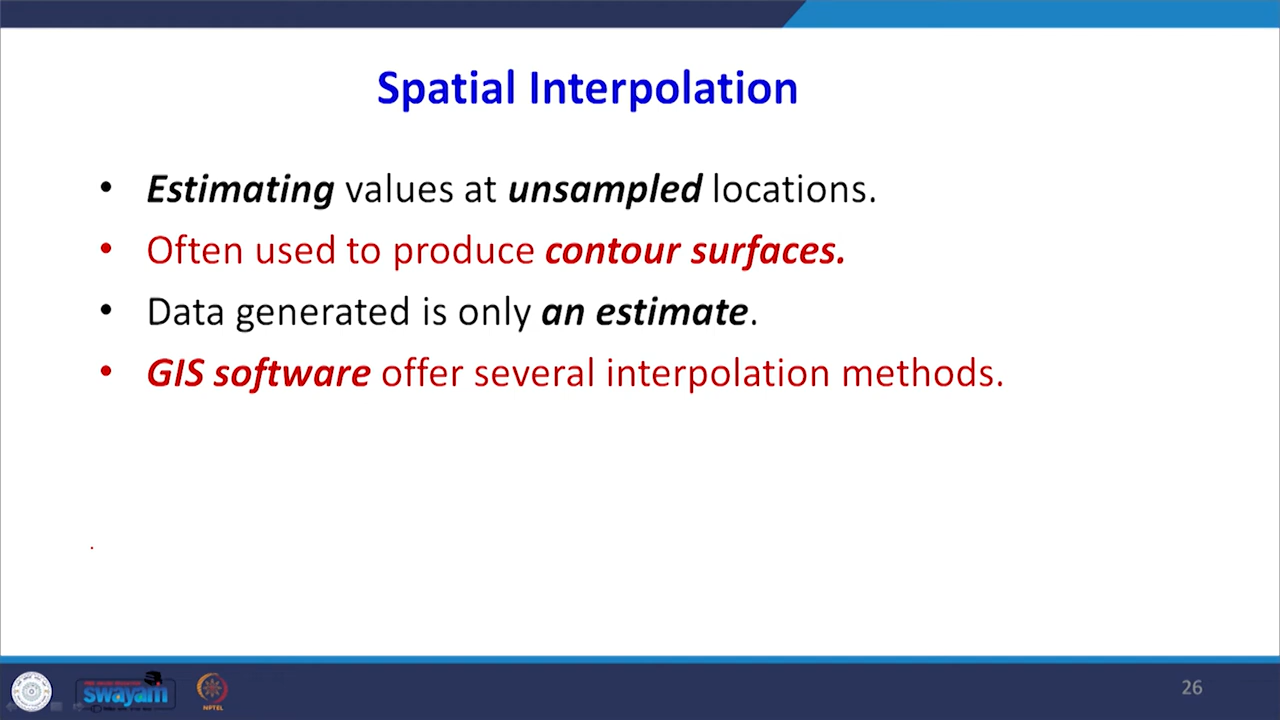 Spatial Interpolation
• Estimating values at unsampled locations.
• Often used to produce contour surfaces.
• Data generated is only an estimate.
• GIS software offer several interpolation methods.
swayam
NPTEL
26